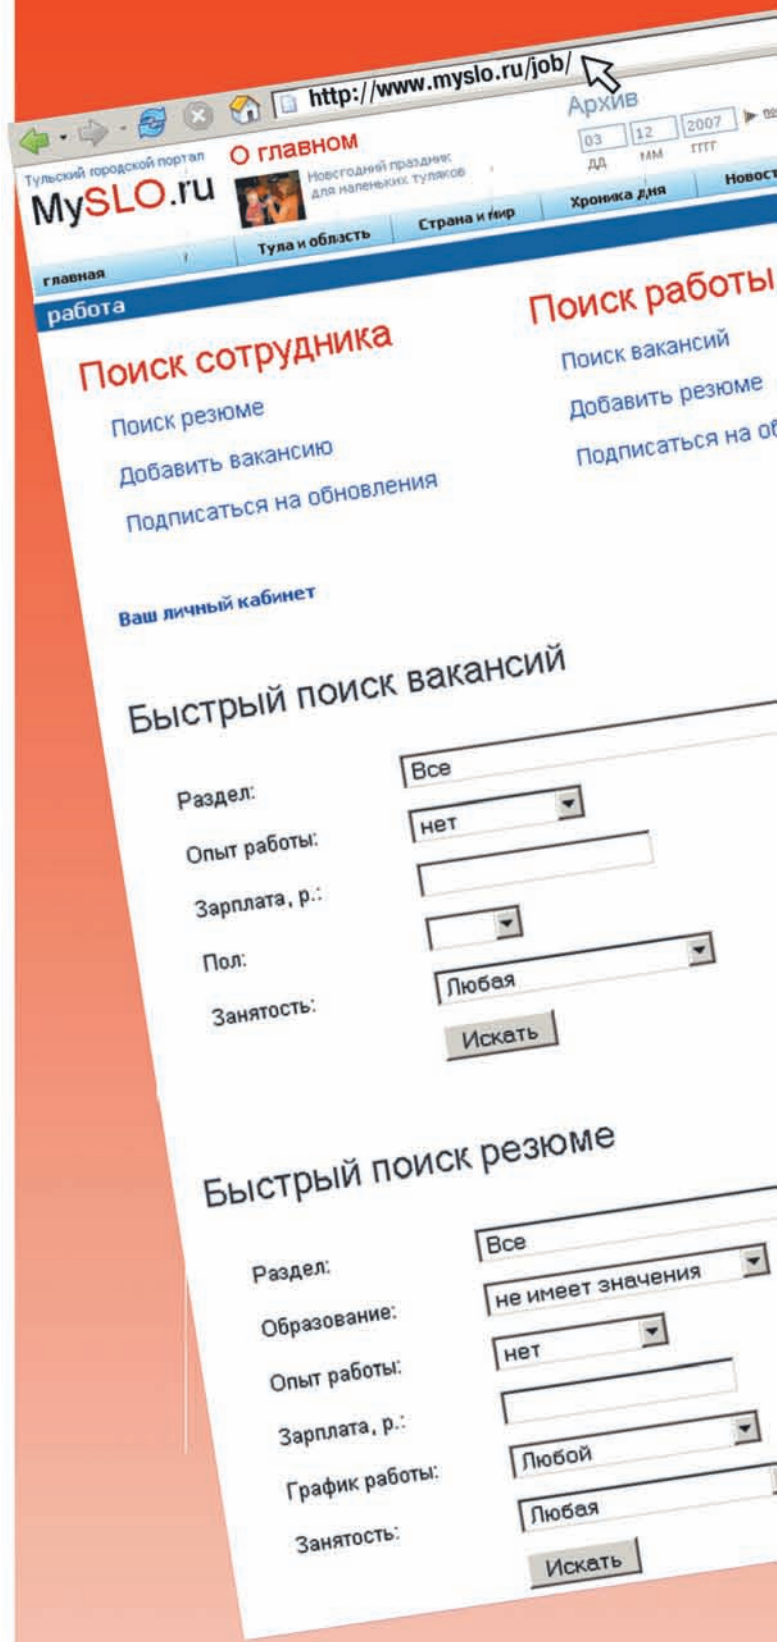 http://www.myslo.ru/job/
Тульский городской портал
MySLO.ru
О главном
Новогодний праздник
для маленьких туляков
Архив
03 12 2007
ДД ММ ГГГГ
главная Тула и область Страна и мир Хроника дня Новост
работа
Поиск сотрудника
Поиск резюме
Добавить вакансию
Подписаться на обновления
Поиск работы
Поиск вакансий
Добавить резюме
Подписаться на об
Ваш личный кабинет
Быстрый поиск вакансий
Раздел: Все
Опыт работы: нет
Зарплата, р.:
Пол:
Занятость: Любая
Искать
Быстрый поиск резюме
Раздел: Все
Образование: не имеет значения
Опыт работы: нет
Зарплата, р.:
График работы: Любой
Занятость: Любая
Искать